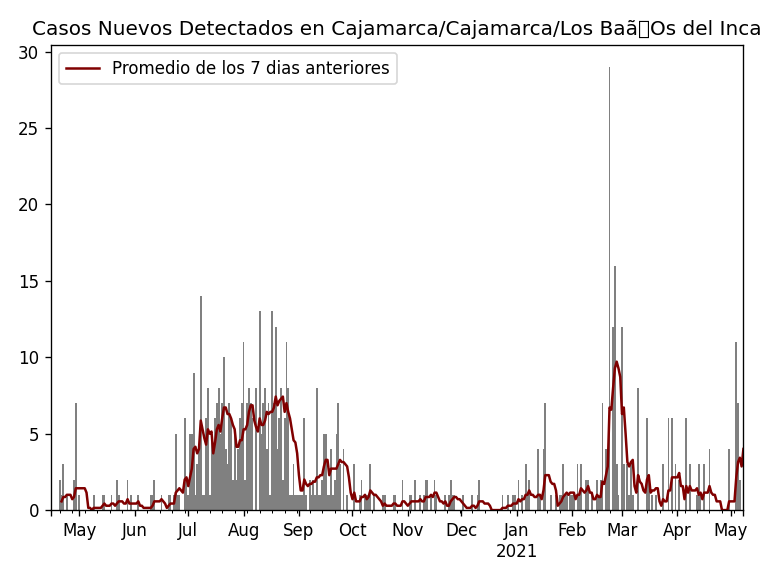 Casos Nuevos Detectados en Cajamarca/Cajamarca/Los Baã▯Os del Inca
Promedio de los 7 dias anteriores
30
25
20
15
10
5
0
May Jun Jul Aug Sep Oct Nov Dec Jan Feb Mar Apr May
2021